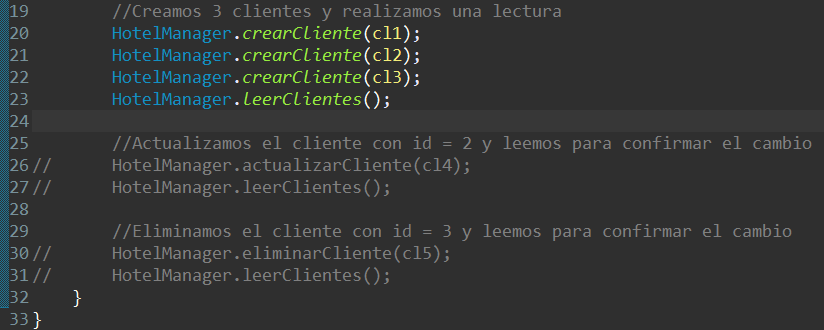 19 //Creamos 3 clientes y realizamos una lectura
20 HotelManager.crearCliente(cl1);
21 HotelManager.crearCliente(cl2);
22 HotelManager.crearCliente(cl3);
23 HotelManager.leerClientes();
24
25 //Actualizamos el cliente con id = 2 y leemos para confirmar el cambio
26 // HotelManager.actualizarCliente(cl4);
27 // HotelManager.leerClientes();
28
29 //Eliminamos el cliente con id = 3 y leemos para confirmar el cambio
30 // HotelManager.eliminarCliente(cl5);
31 // HotelManager.leerClientes();
32 }
33 }